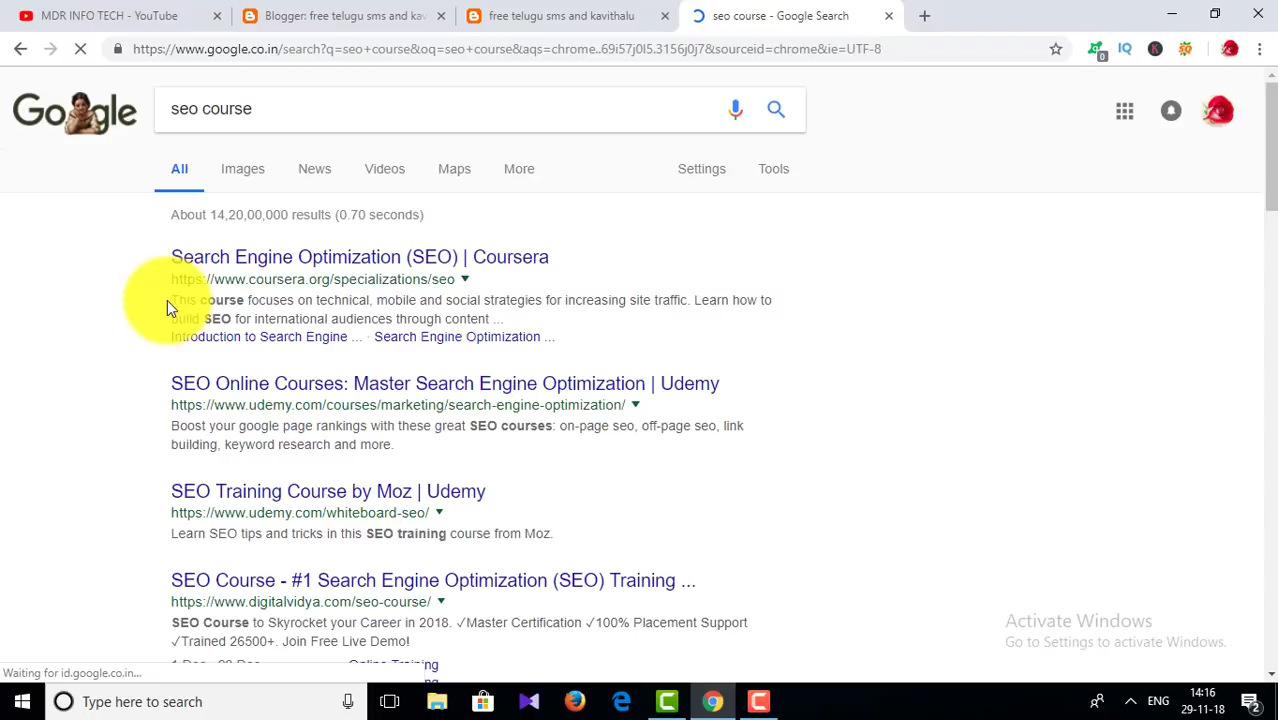 MDR INFO TECH - YouTube
Blogger: free telugu sms and kavi
free telugu sms and kavithalu
seo course - Google Search
https://www.google.co.in/search?q=seo+course&oq=seo+course&aqs=chrome..69i57j0l5.3156j0j7&sourceid=chrome&ie=UTF-8
0
IQ
K
Google
seo course
All
Images
News
Videos
Maps
More
Settings
Tools
About 14,20,00,000 results (0.70 seconds)
Search Engine Optimization (SEO) | Coursera
https://www.coursera.org/specializations/seo
This course focuses on technical, mobile and social strategies for increasing site traffic. Learn how to
build SEO for international audiences through content ...
Introduction to Search Engine ... · Search Engine Optimization ...
SEO Online Courses: Master Search Engine Optimization | Udemy
https://www.udemy.com/courses/marketing/search-engine-optimization/
Boost your google page rankings with these great SEO courses: on-page seo, off-page seo, link
building, keyword research and more.
SEO Training Course by Moz | Udemy
https://www.udemy.com/whiteboard-seo/
Learn SEO tips and tricks in this SEO training course from Moz.
SEO Course - #1 Search Engine Optimization (SEO) Training ...
https://www.digitalvidya.com/seo-course/
SEO Course to Skyrocket your Career in 2018. ✓Master Certification ✓100% Placement Support
✓Trained 26500+. Join Free Live Demo!
Online Training
Activate Windows
Go to Settings to activate Windows.
Waiting for id.google.co.in...
Type here to search
ENG
14:16
29-11-18
2